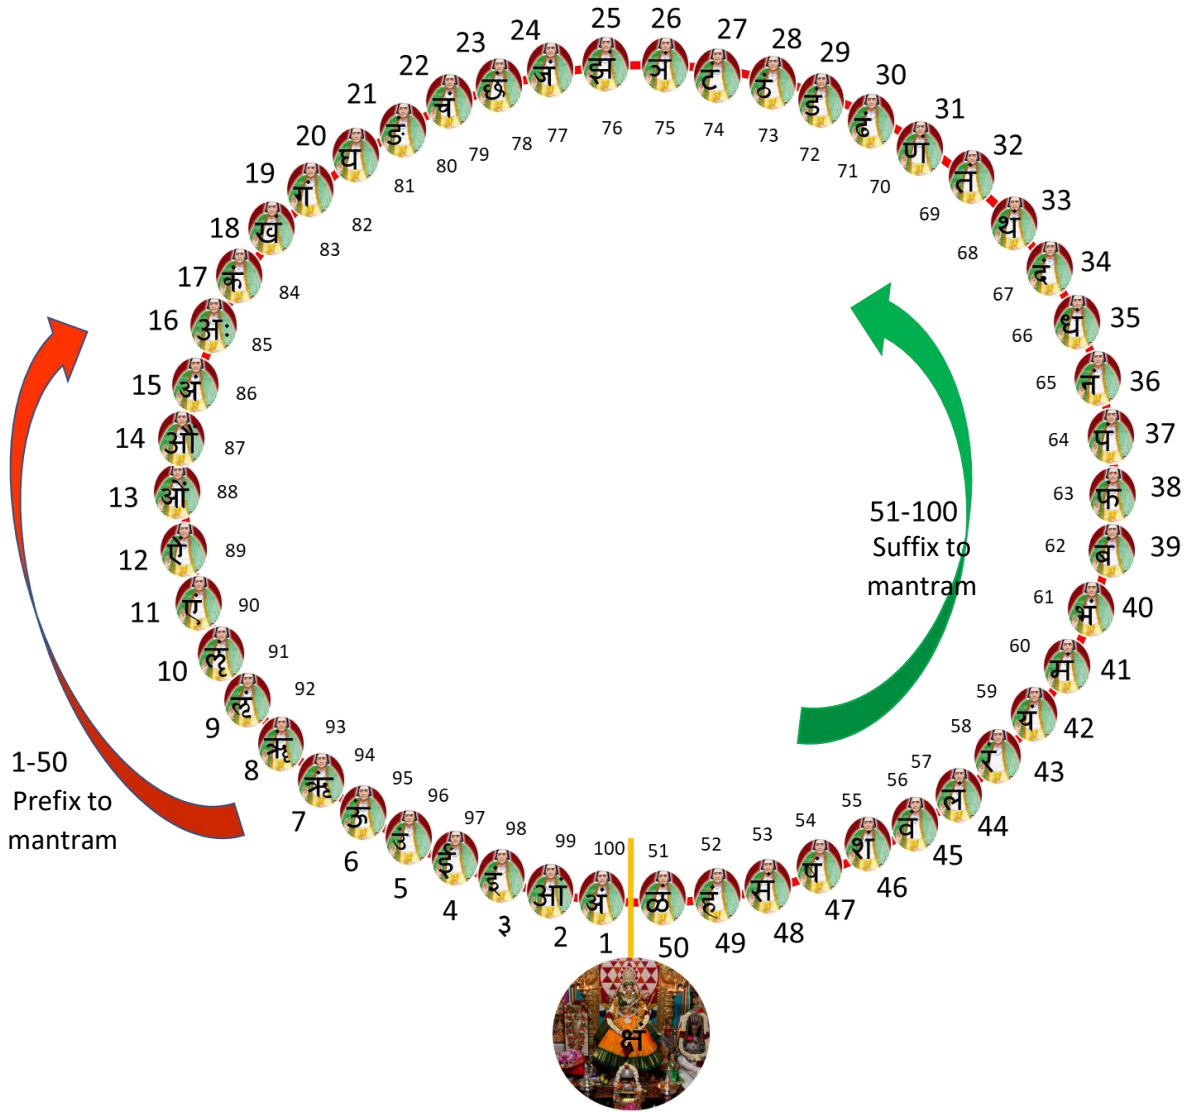 1 अं 100
2 आं 99
३ इं 98
4 ईं 97
5 उं 96
6 ऊं 95
7 ऋं 94
8 ॠं 93
9 ऌं 92
10 ॡं 91
11 एं 90
12 ऐं 89
13 ओं 88
14 औं 87
15 अं 86
16 अः 85
17 कं 84
18 खं 83
19 गं 82
20 घं 81
21 ङं 80
22 चं 79
23 छं 78
24 जं 77
25 झं 76
26 ञं 75
27 टं 74
28 ठं 73
29 डं 72
30 ढं 71
31 णं 70
32 तं 69
33 थं 68
34 दं 67
35 धं 66
36 नं 65
37 पं 64
38 फं 63
39 बं 62
40 भं 61
41 मं 60
42 यं 59
43 रं 58
44 लं 57
45 वं 56
46 शं 55
47 षं 54
48 सं 53
49 हं 52
50 ळं 51
क्षं
1-50
Prefix to
mantram
51-100
Suffix to
mantram